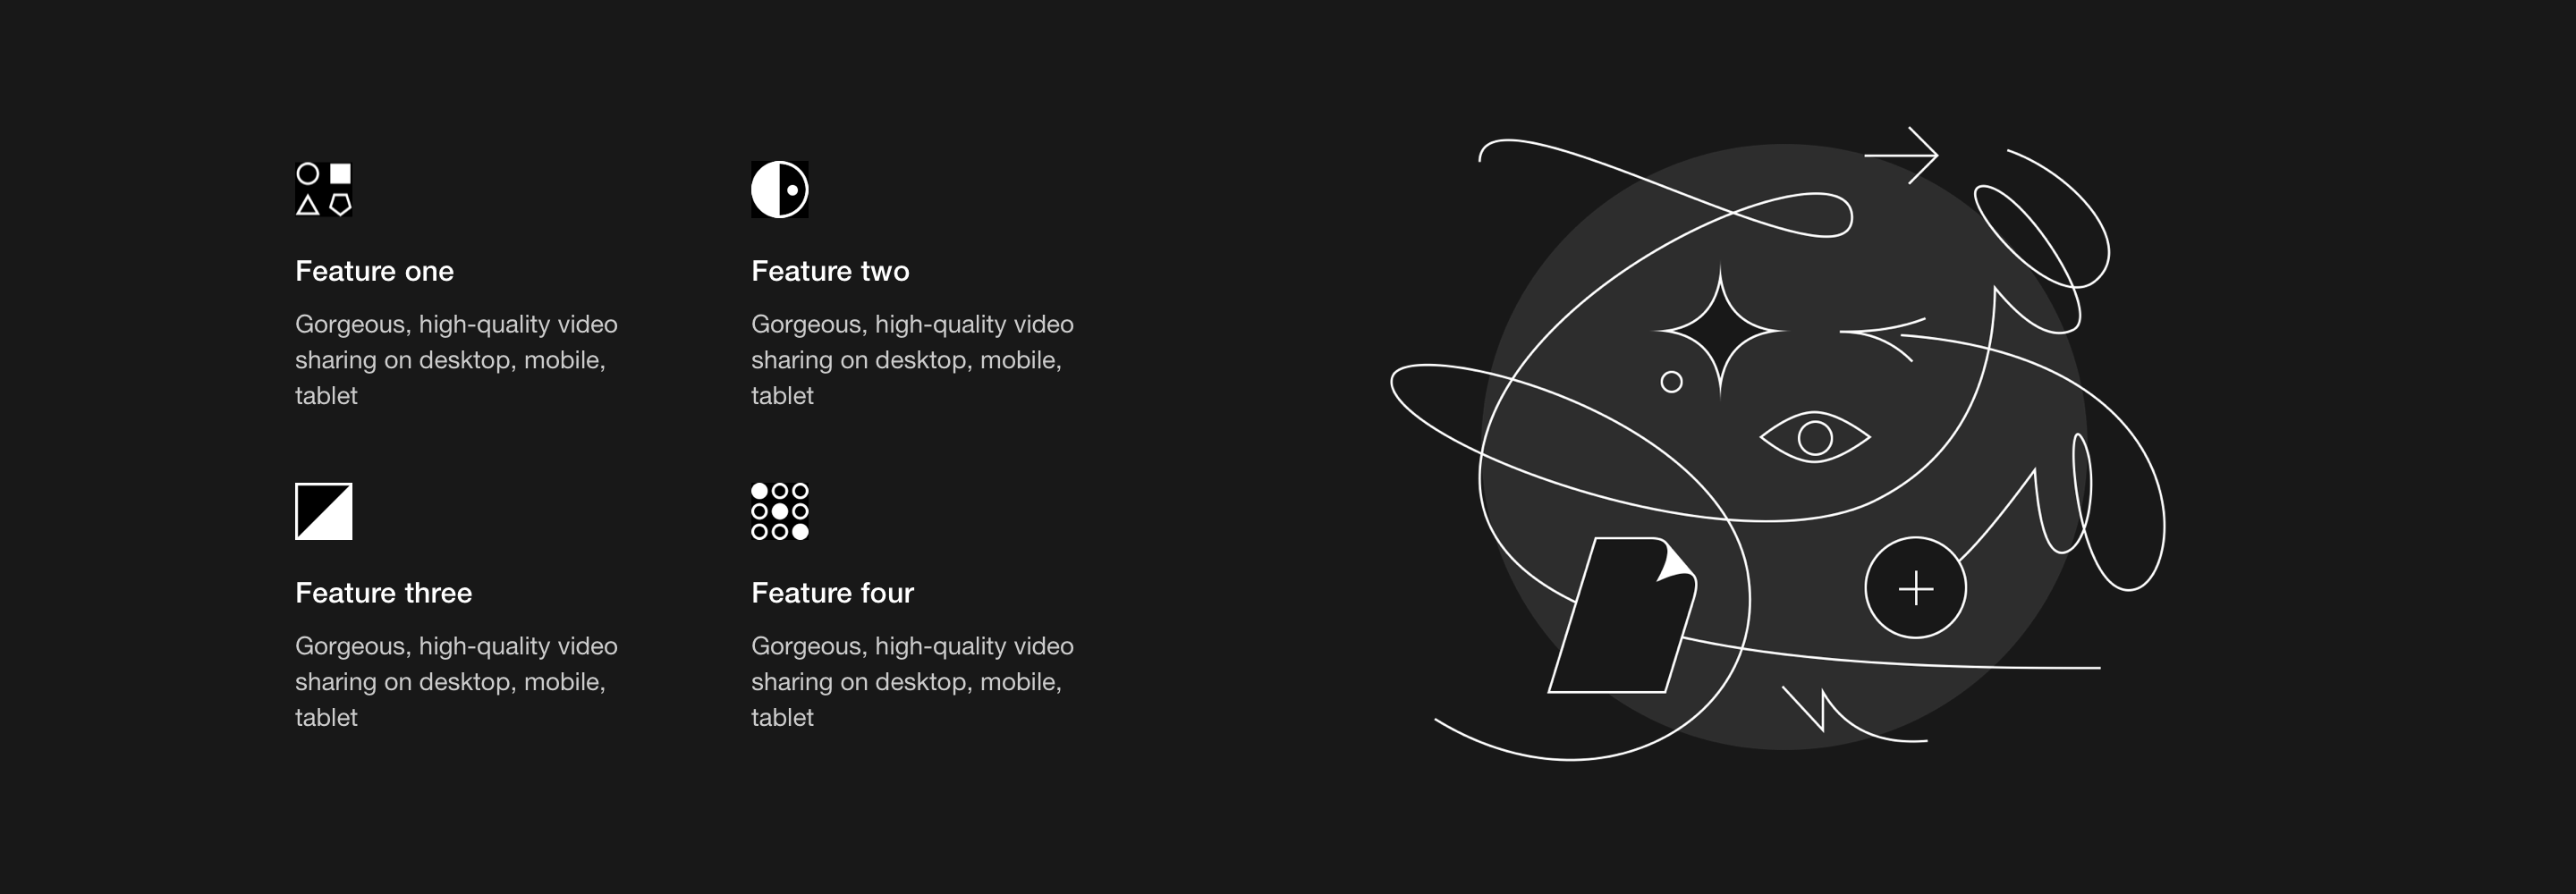 Feature one
Gorgeous, high-quality video
sharing on desktop, mobile,
tablet
Feature two
Gorgeous, high-quality video
sharing on desktop, mobile,
tablet
Feature three
Gorgeous, high-quality video
sharing on desktop, mobile,
tablet
Feature four
Gorgeous, high-quality video
sharing on desktop, mobile,
tablet